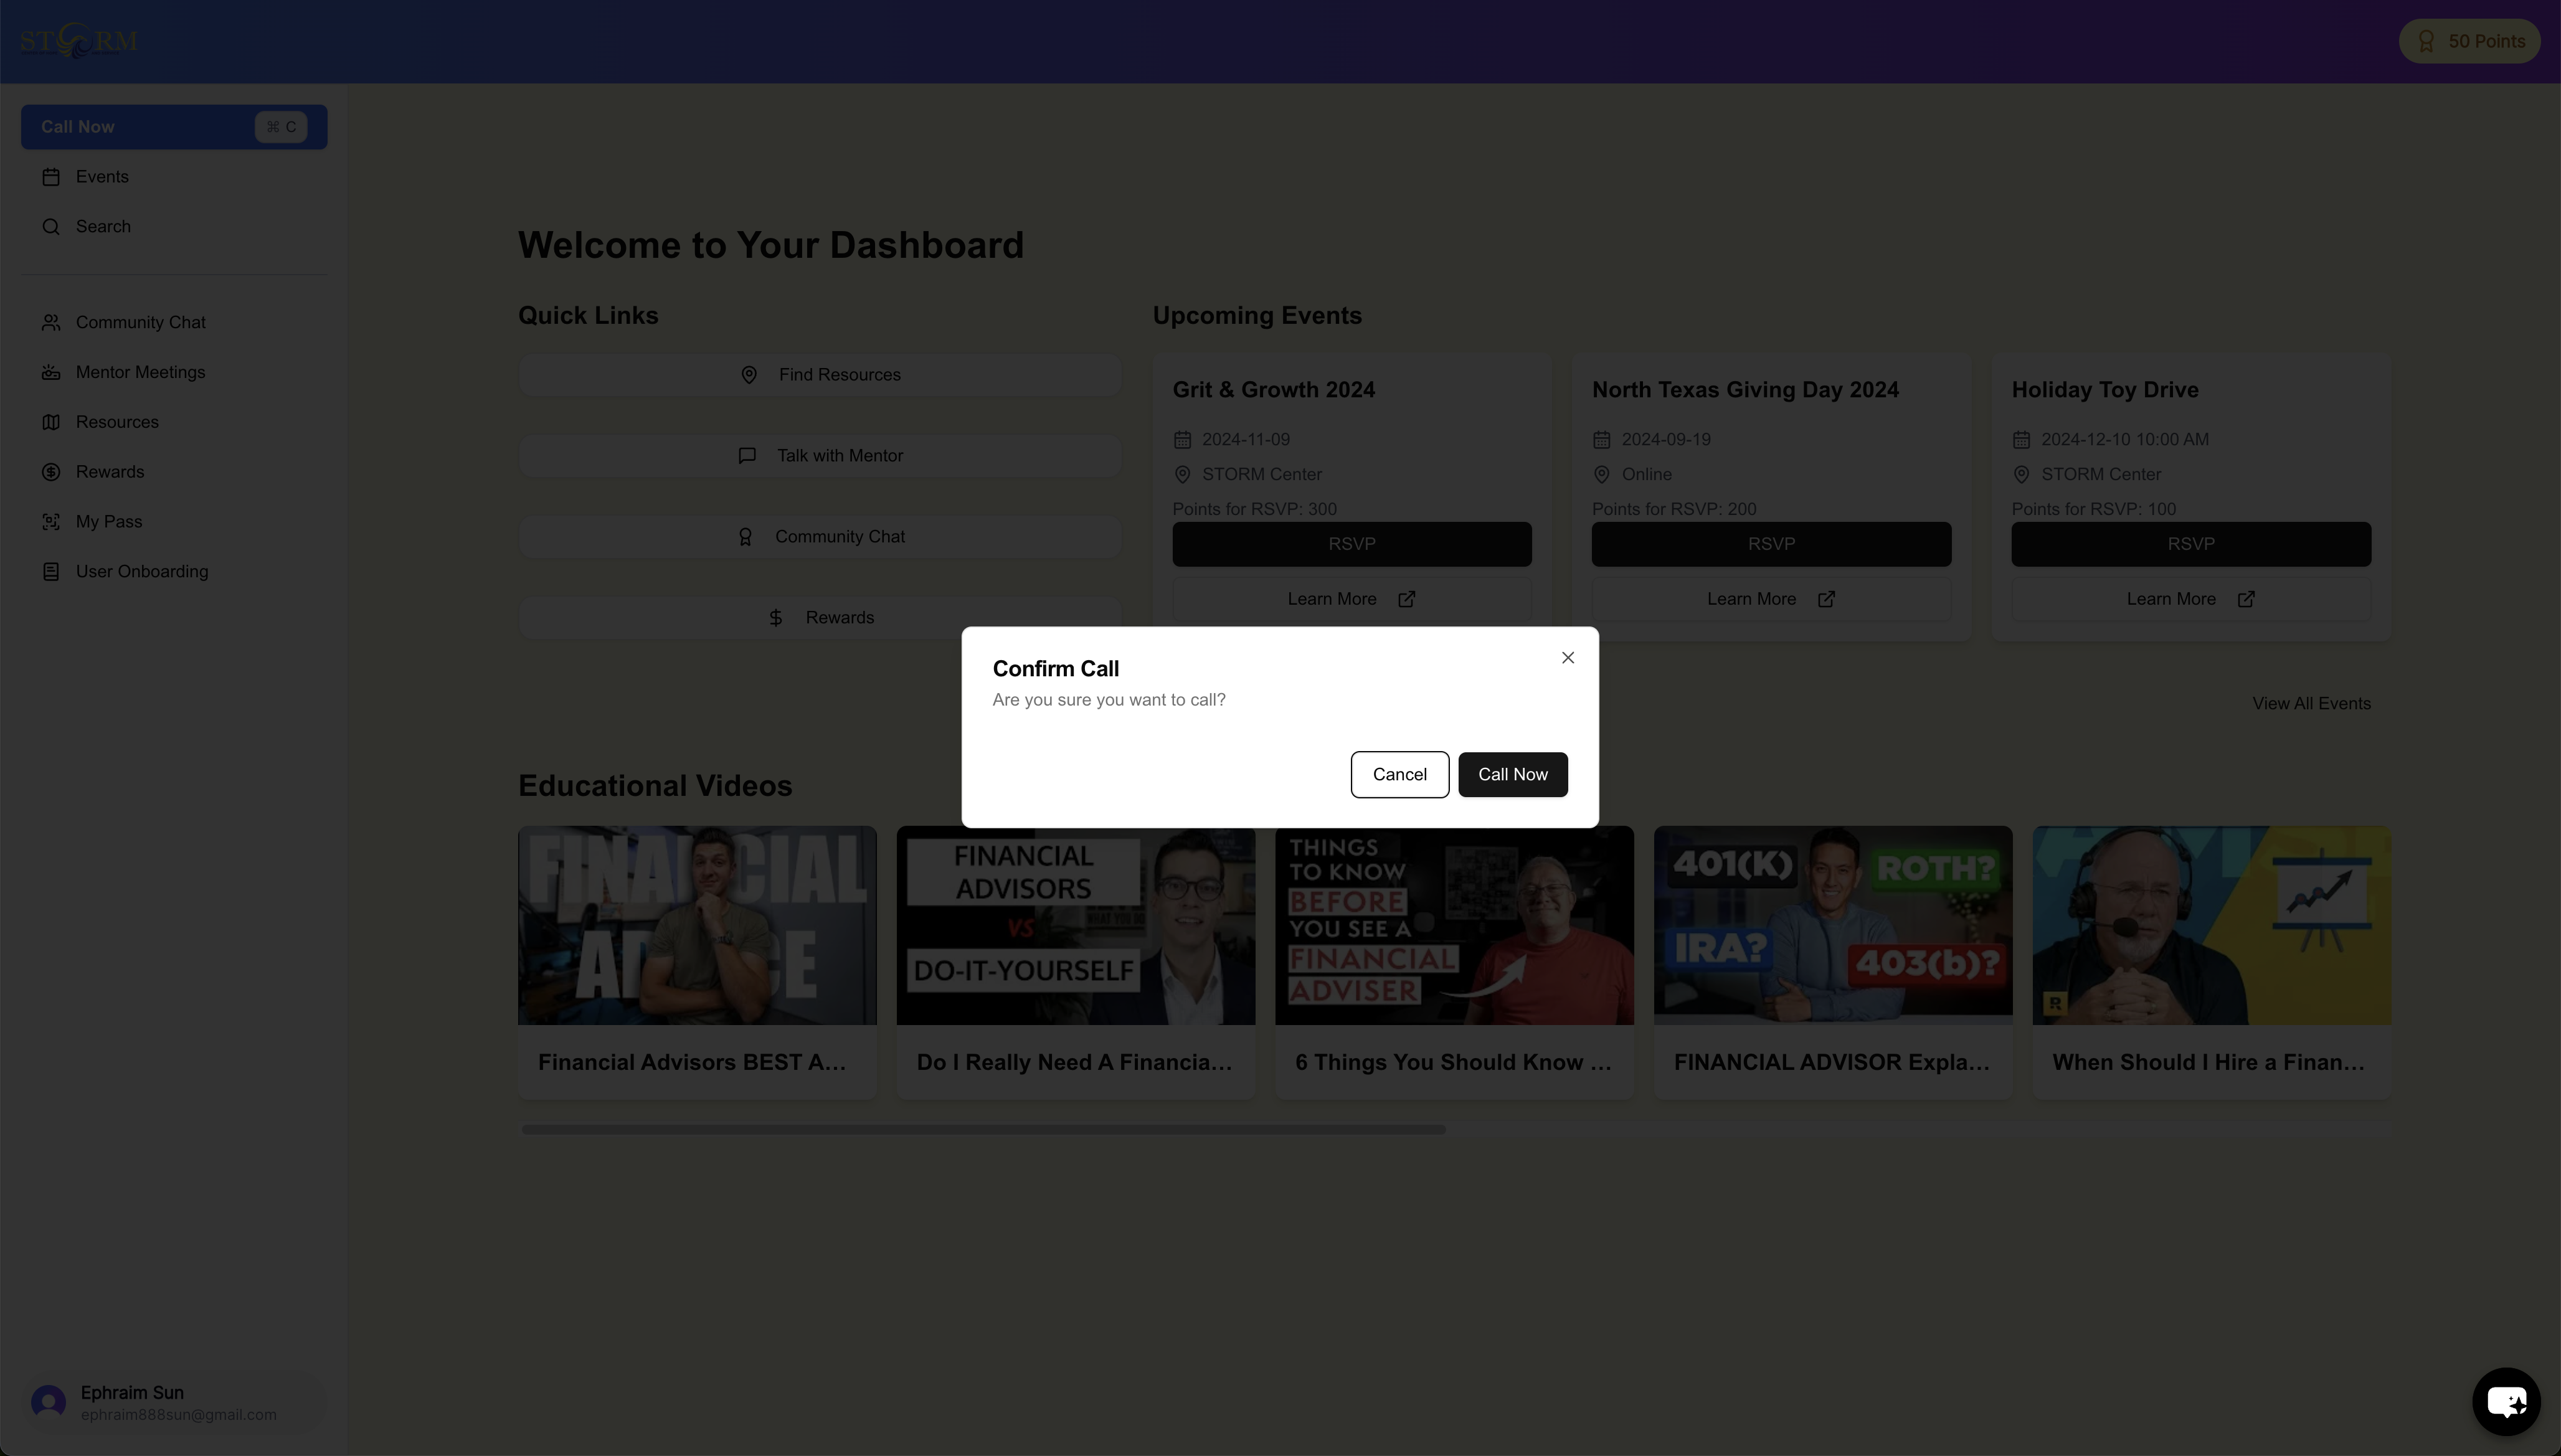 STORM
50 Points
Call Now
⌘ C
Events
Search
Community Chat
Mentor Meetings
Resources
Rewards
My Pass
User Onboarding
Ephraim Sun
ephraim888sun@gmail.com
Welcome to Your Dashboard
Quick Links
Find Resources
Talk with Mentor
Community Chat
Rewards
Upcoming Events
Grit & Growth 2024
2024-11-09
STORM Center
Points for RSVP: 300
RSVP
Learn More
North Texas Giving Day 2024
2024-09-19
Online
Points for RSVP: 200
RSVP
Learn More
Holiday Toy Drive
2024-12-10 10:00 AM
STORM Center
Points for RSVP: 100
RSVP
Learn More
View All Events
Confirm Call
Are you sure you want to call?
Cancel
Call Now
Educational Videos
FINANCIAL
Financial Advisors BEST A...
FINANCIAL
ADVISORS
VS
DO-IT-YOURSELF
Do I Really Need A Financia...
THINGS
TO KNOW
BEFORE
YOU SEE A
FINANCIAL
ADVISER
6 Things You Should Know ...
401(K)
ROTH?
IRA?
403(b)?
FINANCIAL ADVISOR Expla...
R
When Should I Hire a Finan...